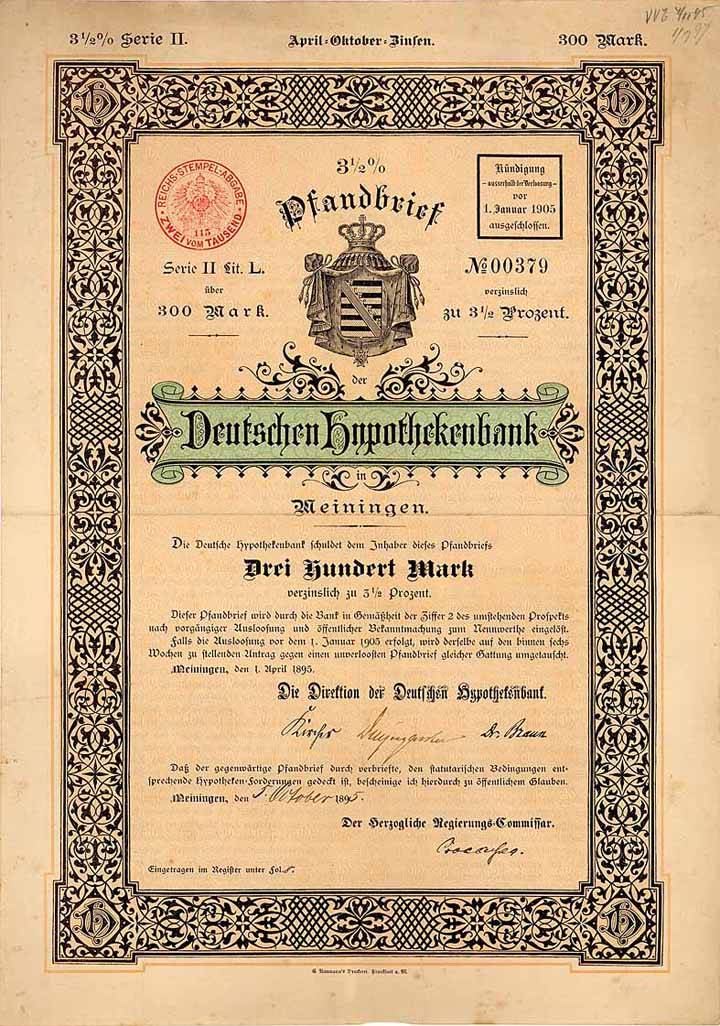 3½% Serie II. April-Oktober-Zinsen. 300 Mark.
3½%
Pfandbrief
REICHS-STEMPEL-ABGABE
115
ZWEI VOM TAUSEND
Kündigung
ausserhalb der Verloosung
vor
1. Januar 1905
ausgeschlossen.
Serie II Lit. L.
über
300 Mark.
№ 00379
verzinslich
zu 3½ Prozent.
der
Deutschen Hypothekenbank
in
Meiningen.
Die Deutsche Hypothekenbank schuldet dem Inhaber dieses Pfandbriefs
Drei Hundert Mark
verzinslich zu 3½ Prozent.
Dieser Pfandbrief wird durch die Bank in Gemäßheit der Ziffer 2 des umstehenden Prospekts
nach vorgängiger Ausloosung und öffentlicher Bekanntmachung zum Nennwerthe eingelöst.
Falls die Ausloosung vor dem 1. Januar 1905 erfolgt, wird derselbe auf den binnen sechs
Wochen zu stellenden Antrag gegen einen unverloosten Pfandbrief gleicher Gattung umgetauscht.
Meiningen, den 1. April 1895.
Die Direktion der Deutschen Hypothekenbank.
Kircher Dr. Braun
Daß der gegenwärtige Pfandbrief durch verbriefte, den statutarischen Bedingungen ent-
sprechende Hypotheken-Forderungen gedeckt ist, bescheinige ich hierdurch zu öffentlichem Glauben.
Meiningen, den 3. October 1895.
Der Herzogliche Regierungs-Commissar.
Eingetragen im Register unter Fol. 8.
C. Naumann's Druckerei, Frankfurt a. M.